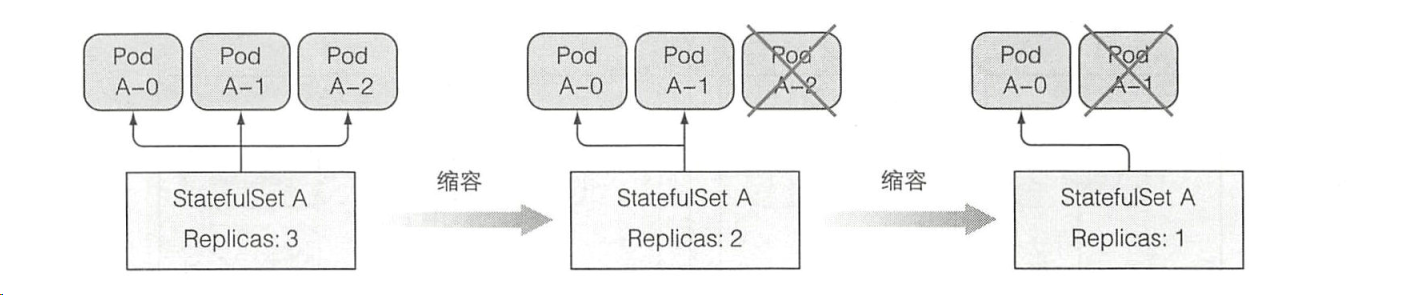 Pod
A-0
Pod
A-1
Pod
A-2
StatefulSet A
Replicas: 3
缩容
Pod
A-0
Pod
A-1
Pod
A-2
StatefulSet A
Replicas: 2
缩容
Pod
A-0
Pod
A-1
StatefulSet A
Replicas: 1